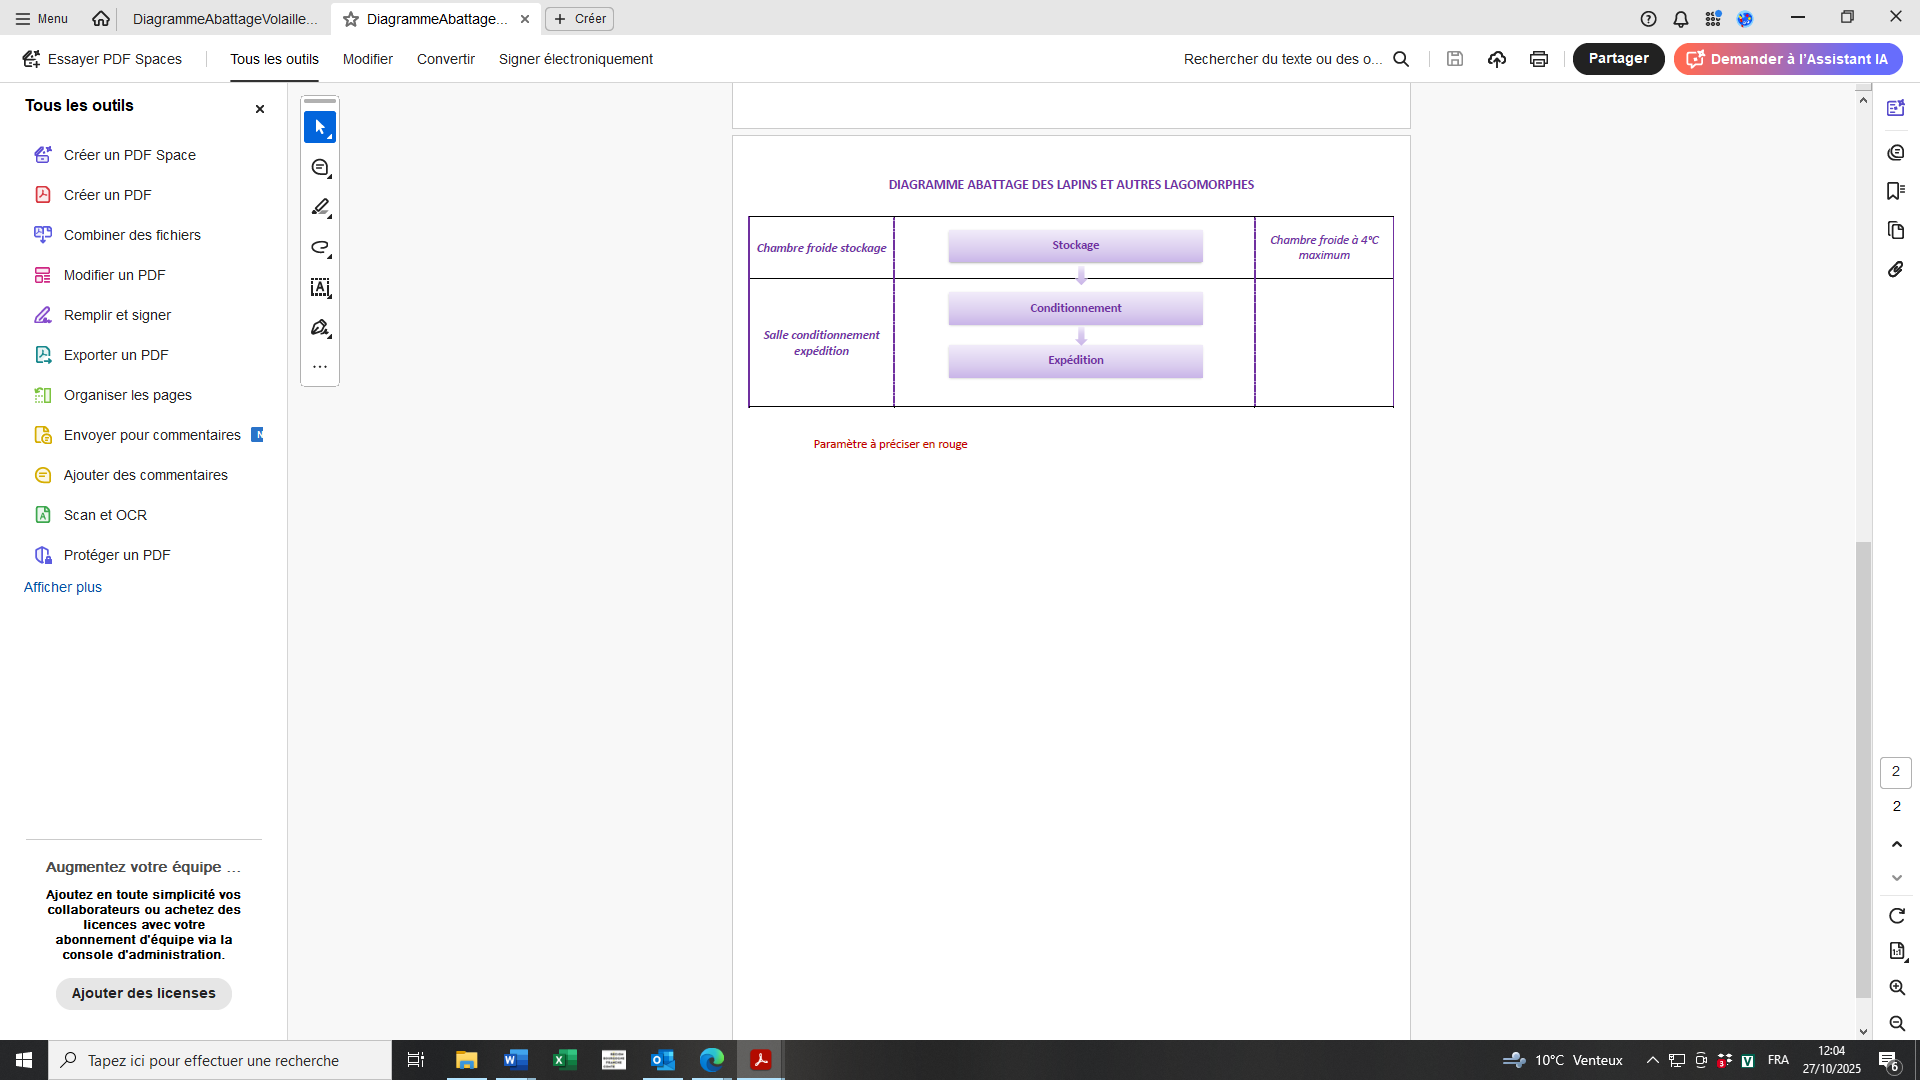 Menu
DiagrammeAbattageVolaille...
DiagrammeAbattage...
Créer
Essayer PDF Spaces
Tous les outils
Modifier
Convertir
Signer électroniquement
Rechercher du texte ou des o...
Partager
Demander à l'Assistant IA
Tous les outils
Créer un PDF Space
Créer un PDF
Combiner des fichiers
Modifier un PDF
Remplir et signer
Exporter un PDF
Organiser les pages
Envoyer pour commentaires N
Ajouter des commentaires
Scan et OCR
Protéger un PDF
Afficher plus
Augmentez votre équipe ...
Ajoutez en toute simplicité vos
collaborateurs ou achetez des
licences avec votre
abonnement d'équipe via la
console d'administration.
Ajouter des licenses
DIAGRAMME ABATTAGE DES LAPINS ET AUTRES LAGOMORPHES
Chambre froide stockage
Stockage
Chambre froide à 4°C
maximum
Salle conditionnement
expédition
Conditionnement
Expédition
Paramètre à préciser en rouge
2
2
Tapez ici pour effectuer une recherche
10°C Venteux
FRA
12:04
27/10/2025
6